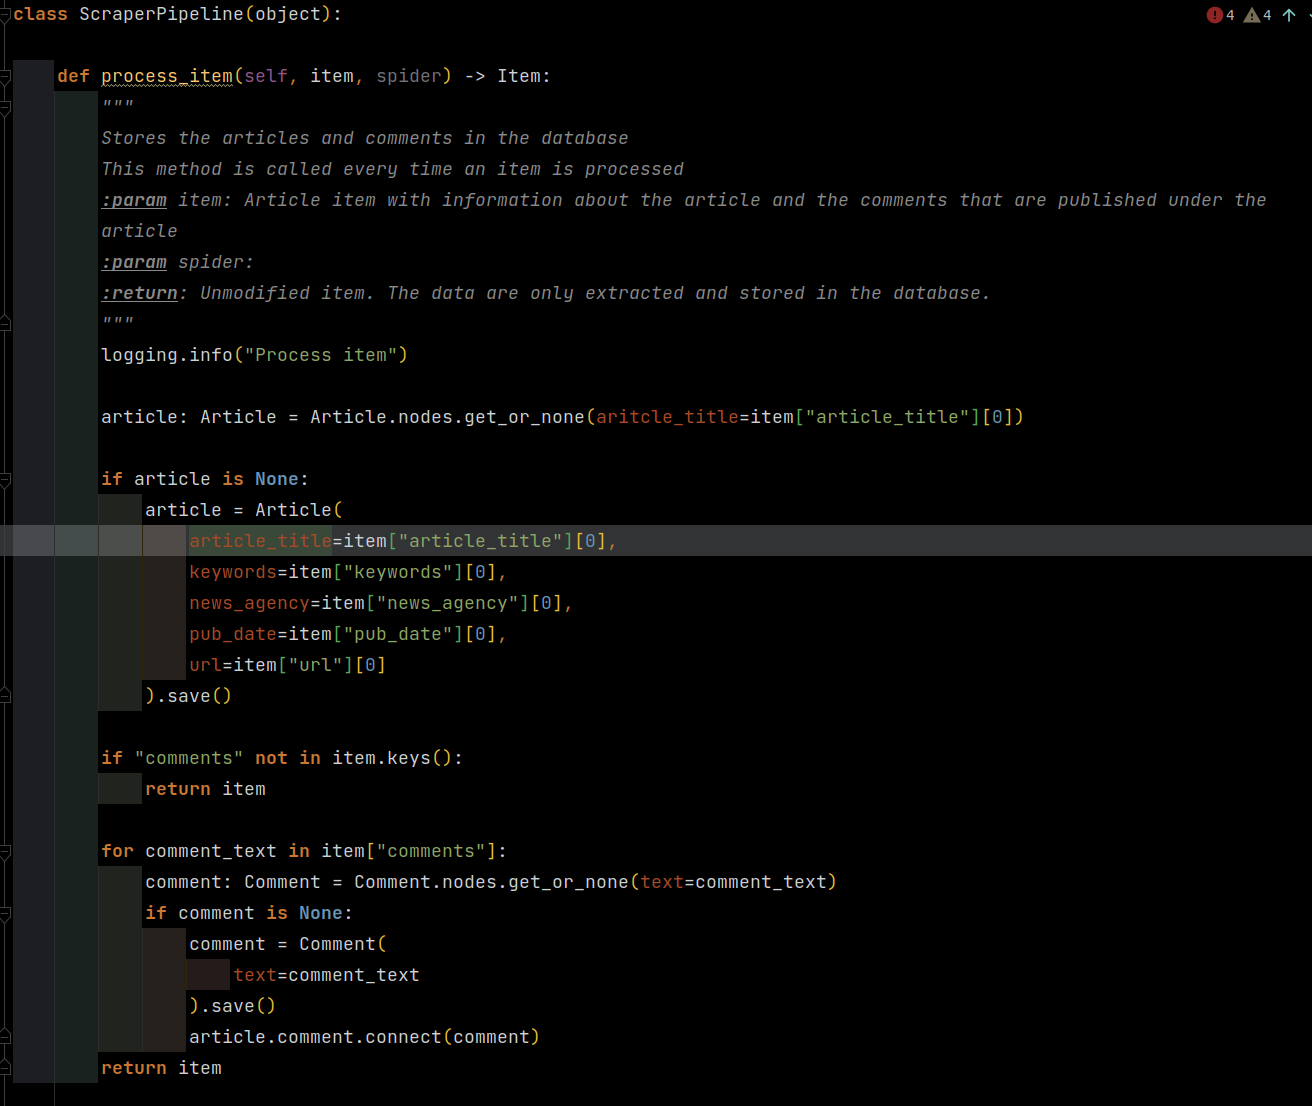 class ScraperPipeline(object):
4 4
def process_item(self, item, spider) -> Item:
"""
Stores the articles and comments in the database
This method is called every time an item is processed
:param item: Article item with information about the article and the comments that are published under the
article
:param spider:
:return: Unmodified item. The data are only extracted and stored in the database.
"""
logging.info("Process item")
article: Article = Article.nodes.get_or_none(aritcle_title=item["article_title"][0])
if article is None:
article = Article(
article_title=item["article_title"][0],
keywords=item["keywords"][0],
news_agency=item["news_agency"][0],
pub_date=item["pub_date"][0],
url=item["url"][0]
).save()
if "comments" not in item.keys():
return item
for comment_text in item["comments"]:
comment: Comment = Comment.nodes.get_or_none(text=comment_text)
if comment is None:
comment = Comment(
text=comment_text
).save()
article.comment.connect(comment)
return item